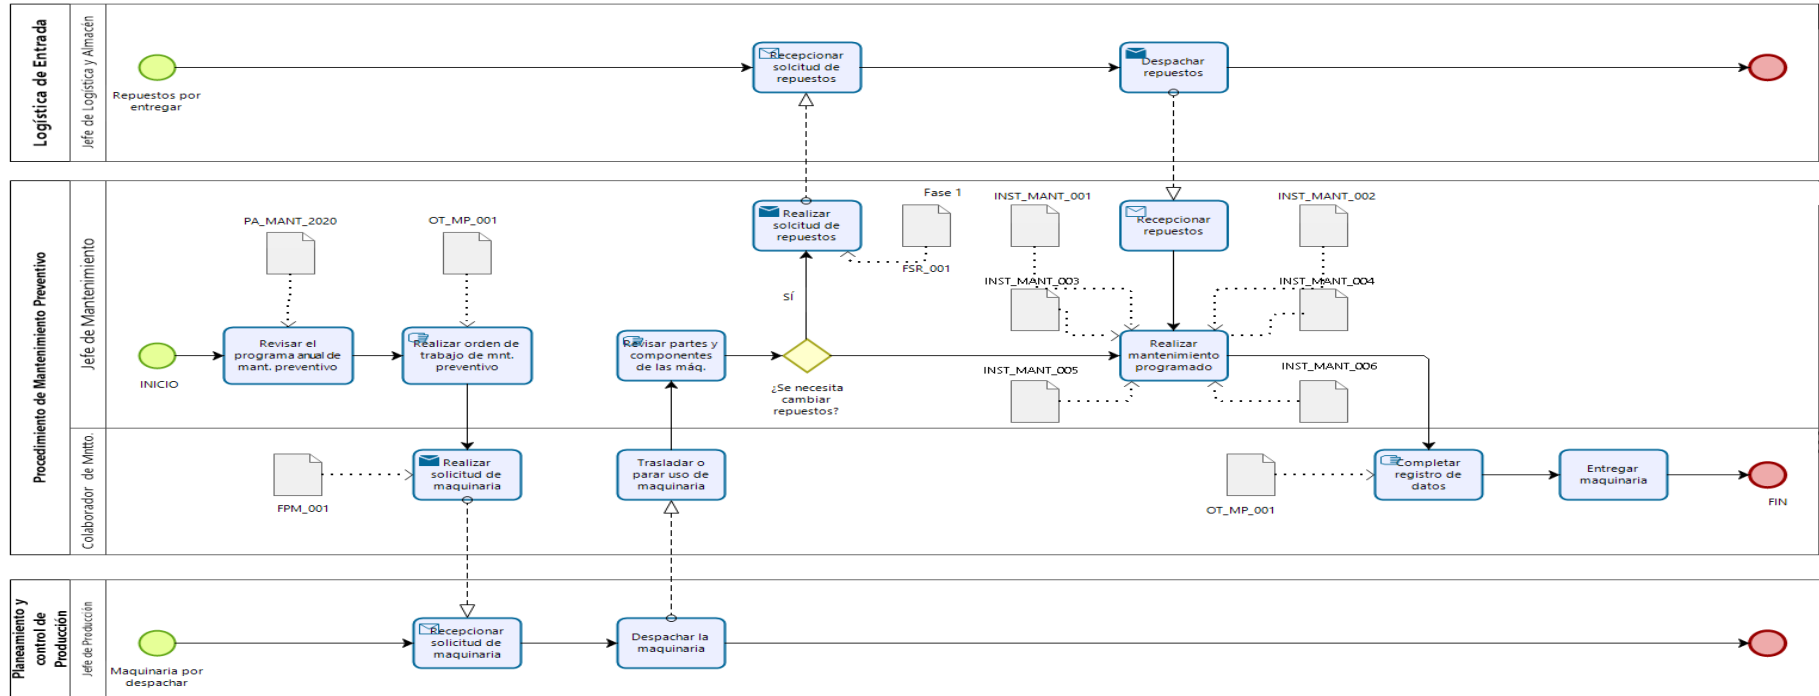 Logística de Entrada
Jefe de Logística y Almacén
Repuestos por
entregar
Recepcionar
solcitud de
repuestos
Despachar
repuestos
Procedimiento de Mantenimiento Preventivo
Jefe de Mantenimiento
PA_MANT_2020
OT_MP_001
Realizar
solcitud de
repuestos
Fase 1
FSR_001
INST_MANT_001
Recepcionar
repuestos
INST_MANT_002
INST_MANT_003
INST_MANT_004
SÍ
INICIO
Revisar el
programa anual de
mant. preventivo
Realizar orden de
trabajo de mnt.
preventivo
Revisar partes y
componentes
de las máq.
¿Se necesita
cambiar
repuestos?
Realizar
mantenimiento
programado
INST_MANT_005
INST_MANT_006
Colaborador de Mntto.
FPM_001
Realizar
solicitud de
maquinaria
Trasladar o
parar uso de
maquinaria
OT_MP_001
Completar
registro de
datos
Entregar
maquinaria
FIN
Planeamiento y
control de
Producción
Jefe de Producción
Maquinaria por
despachar
Recepcionar
solicitud de
maquinaria
Despachar la
maquinaria